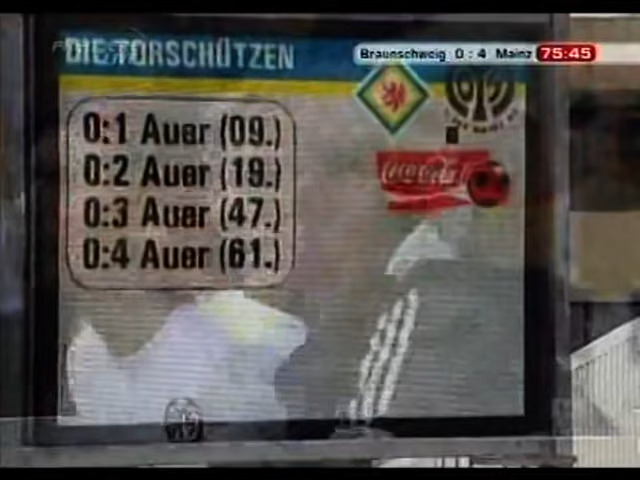 DIE TORSCHÜTZEN
Braunschweig 0 : 4 Mainz 75:45
0:1 Auer (09.)
0:2 Auer (19.)
0:3 Auer (47.)
0:4 Auer (61.)
Coca-Cola